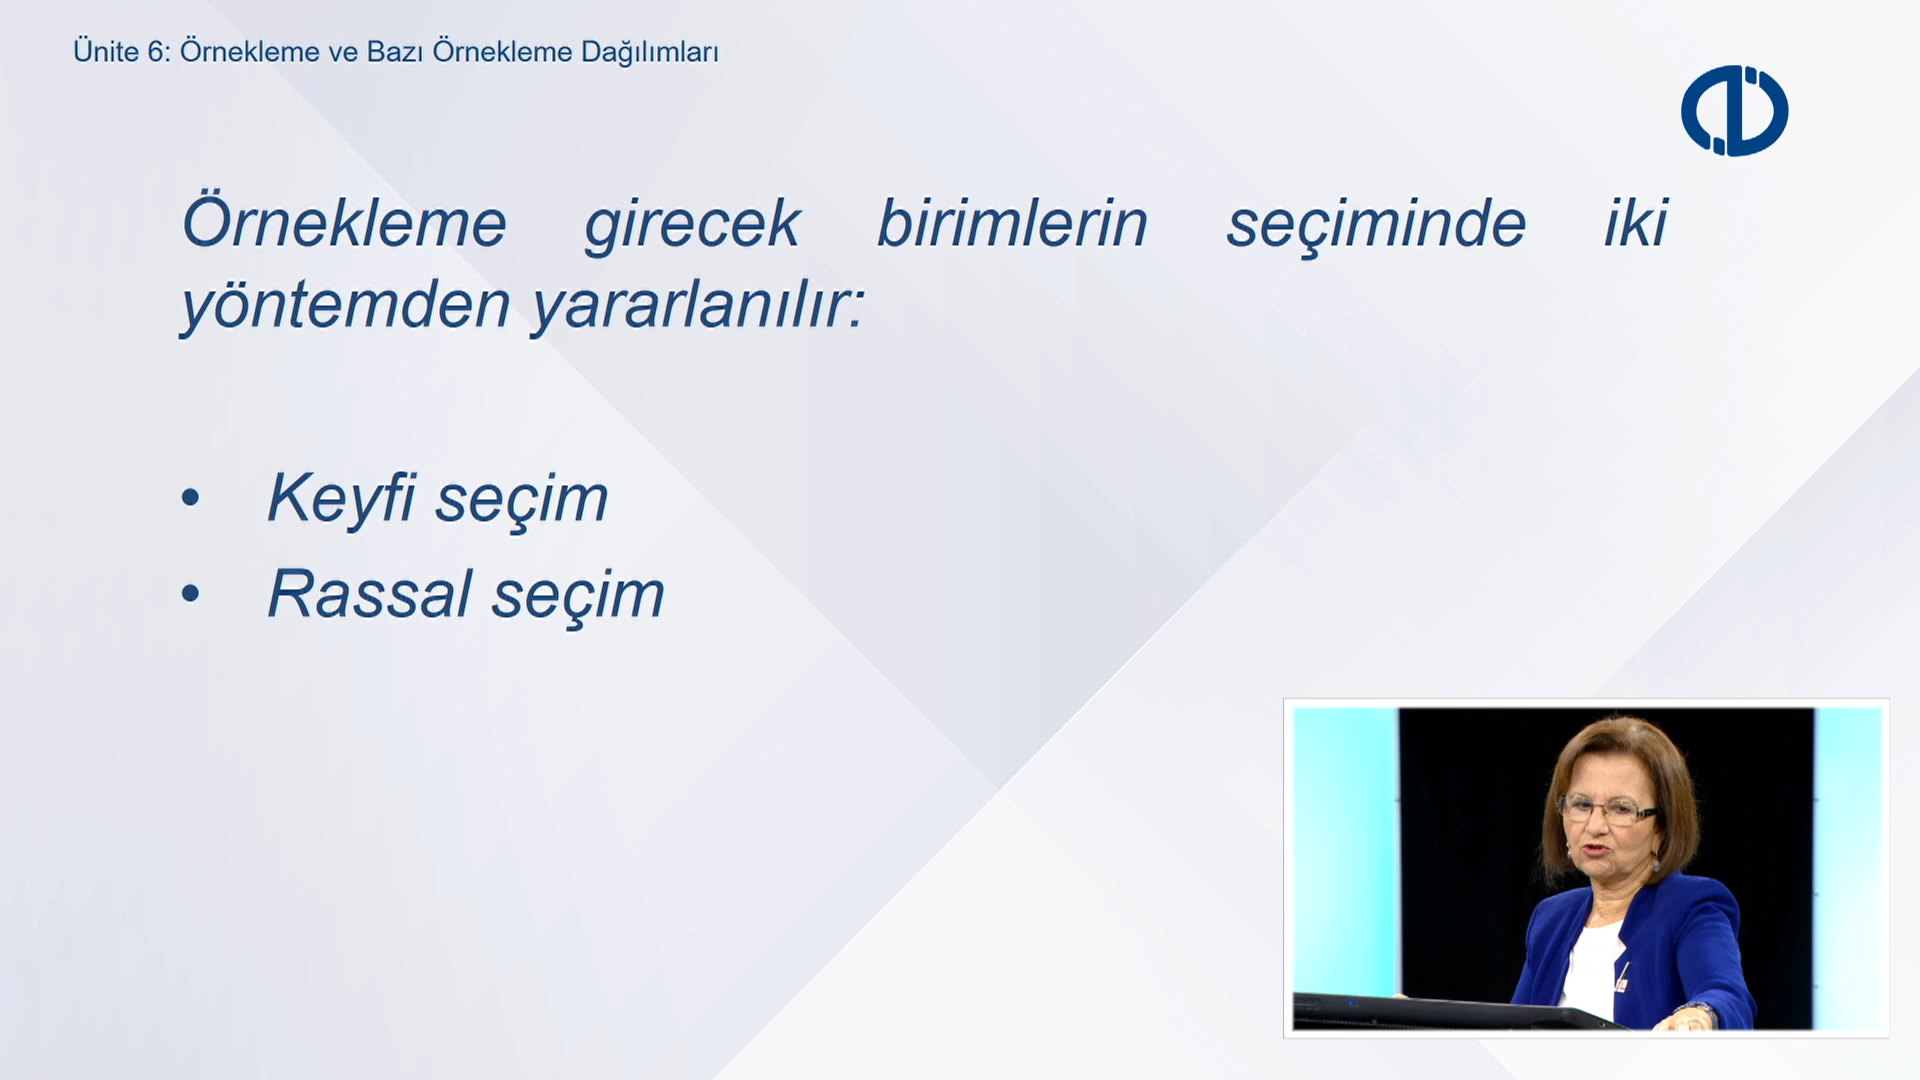 Ünite 6: Örnekleme ve Bazı Örnekleme Dağılımları
Örnekleme girecek birimlerin seçiminde iki
yöntemden yararlanılır:
• Keyfi seçim
• Rassal seçim